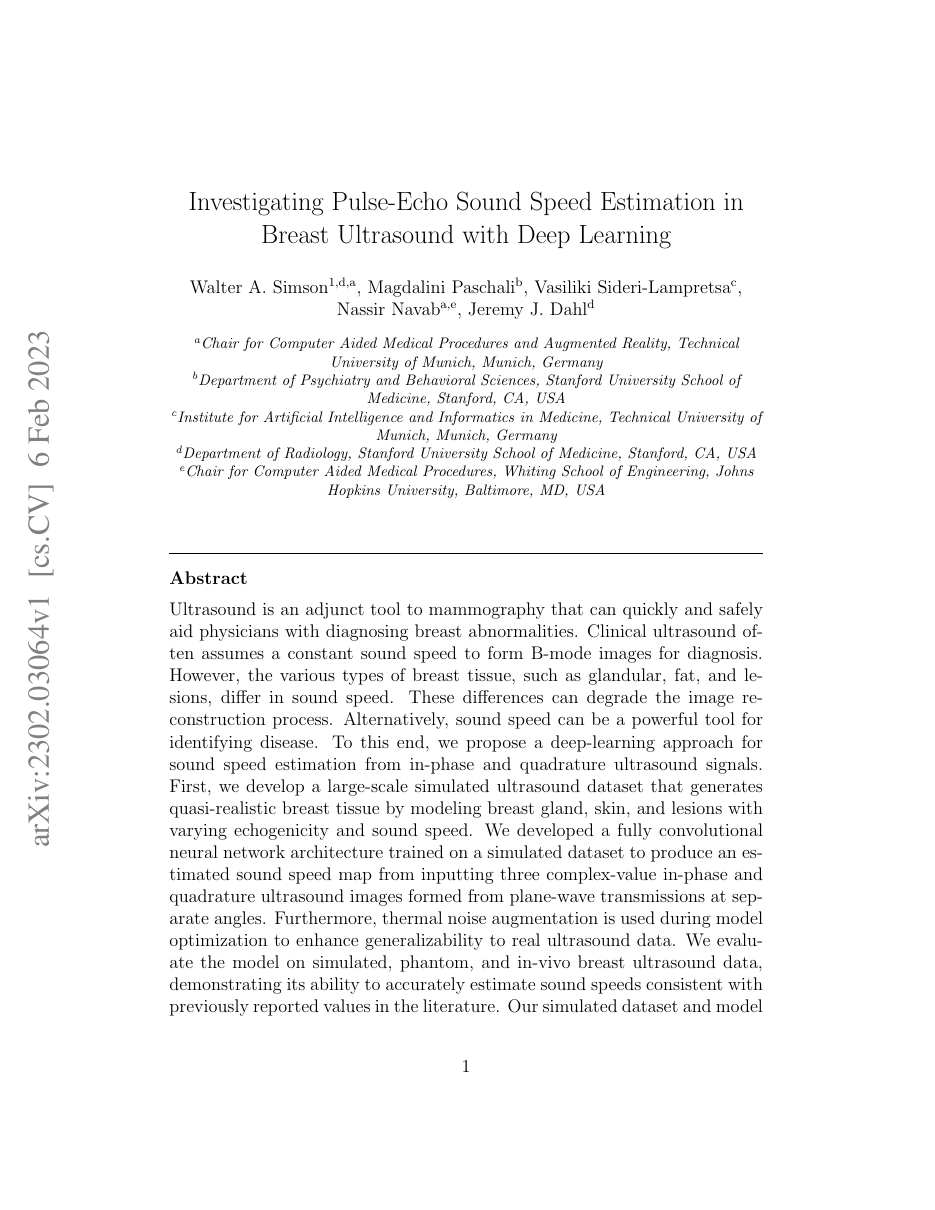 arXiv:2302.03064v1 [cs.CV] 6 Feb 2023
Investigating Pulse-Echo Sound Speed Estimation in
Breast Ultrasound with Deep Learning
Walter A. Simson1,d,a, Magdalini Paschalib, Vasiliki Sideri-Lampretsac,
Nassir Navaba,e, Jeremy J. Dahld
aChair for Computer Aided Medical Procedures and Augmented Reality, Technical
University of Munich, Munich, Germany
bDepartment of Psychiatry and Behavioral Sciences, Stanford University School of
Medicine, Stanford, CA, USA
cInstitute for Artificial Intelligence and Informatics in Medicine, Technical University of
Munich, Munich, Germany
dDepartment of Radiology, Stanford University School of Medicine, Stanford, CA, USA
eChair for Computer Aided Medical Procedures, Whiting School of Engineering, Johns
Hopkins University, Baltimore, MD, USA
Abstract
Ultrasound is an adjunct tool to mammography that can quickly and safely
aid physicians with diagnosing breast abnormalities. Clinical ultrasound of-
ten assumes a constant sound speed to form B-mode images for diagnosis.
However, the various types of breast tissue, such as glandular, fat, and le-
sions, differ in sound speed. These differences can degrade the image re-
construction process. Alternatively, sound speed can be a powerful tool for
identifying disease. To this end, we propose a deep-learning approach for
sound speed estimation from in-phase and quadrature ultrasound signals.
First, we develop a large-scale simulated ultrasound dataset that generates
quasi-realistic breast tissue by modeling breast gland, skin, and lesions with
varying echogenicity and sound speed. We developed a fully convolutional
neural network architecture trained on a simulated dataset to produce an es-
timated sound speed map from inputting three complex-value in-phase and
quadrature ultrasound images formed from plane-wave transmissions at sep-
arate angles. Furthermore, thermal noise augmentation is used during model
optimization to enhance generalizability to real ultrasound data. We evalu-
ate the model on simulated, phantom, and in-vivo breast ultrasound data,
demonstrating its ability to accurately estimate sound speeds consistent with
previously reported values in the literature. Our simulated dataset and model
1